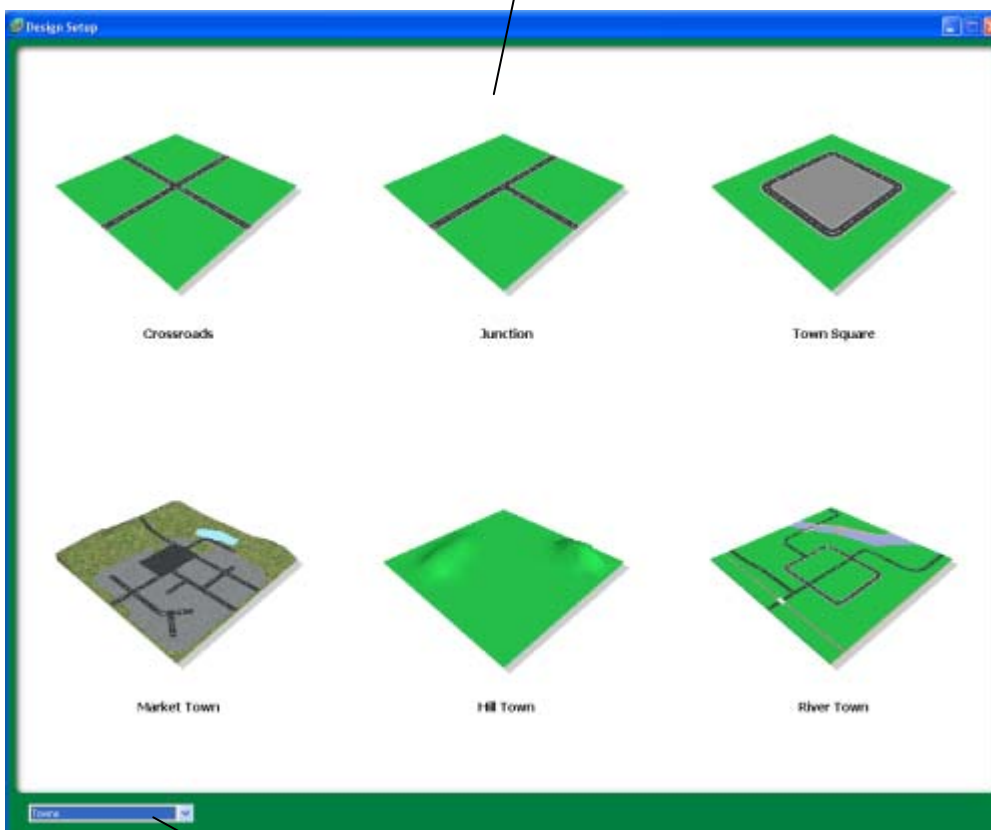 Design Setup
Crossroads
Junction
Town Square
Market Town
Hill Town
River Town
Towns